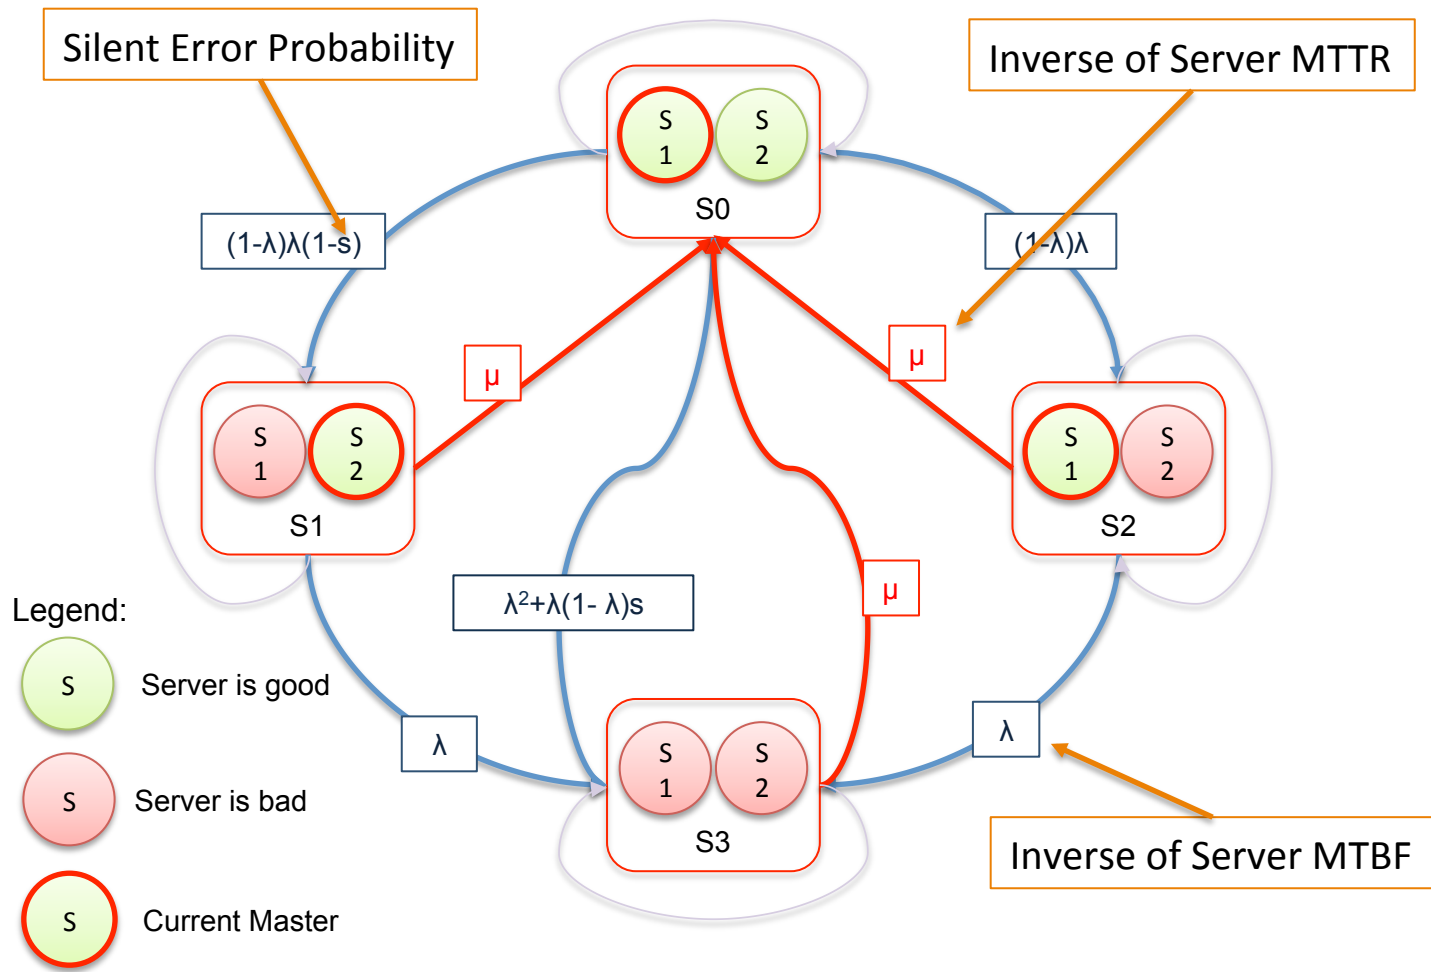 Silent Error Probability
Inverse of Server MTTR
S
1
S
2
S0
(1-λ)λ(1-s)
(1-λ)λ
μ
μ
S
1
S
2
S1
S
1
S
2
S2
λ²+λ(1- λ)s
μ
Legend:
S
Server is good
λ
λ
S
1
S
2
S3
S
Server is bad
Inverse of Server MTBF
S
Current Master